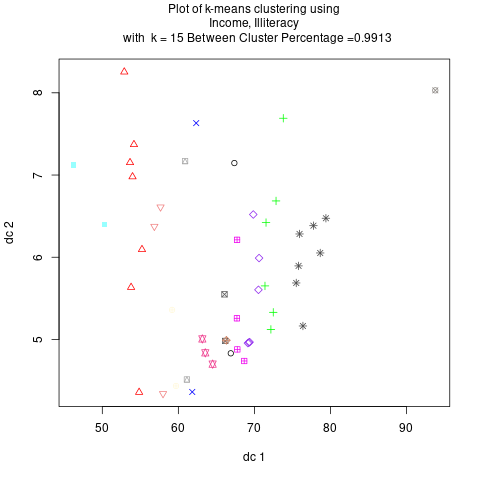 Plot of k-means clustering using
Income, Illiteracy
with k = 15 Between Cluster Percentage =0.9913
8
7
6
5
dc 2
50 60 70 80 90
dc 1